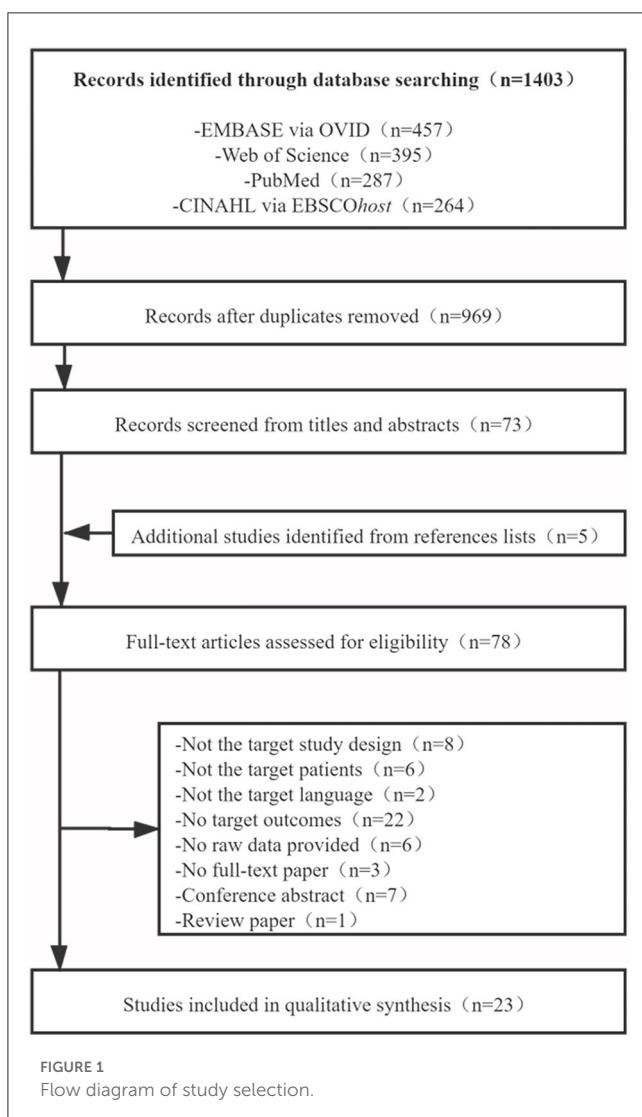 Records identified through database searching（n=1403）
-EMBASE via OVID（n=457）
-Web of Science（n=395）
-PubMed（n=287）
-CINAHL via EBSCOhost（n=264）
Records after duplicates removed（n=969）
Records screened from titles and abstracts（n=73）
Additional studies identified from references lists（n=5）
Full-text articles assessed for eligibility（n=78）
-Not the target study design（n=8）
-Not the target patients（n=6）
-Not the target language（n=2）
-No target outcomes（n=22）
-No raw data provided（n=6）
-No full-text paper（n=3）
-Conference abstract（n=7）
-Review paper（n=1）
Studies included in qualitative synthesis（n=23）
FIGURE 1
Flow diagram of study selection.